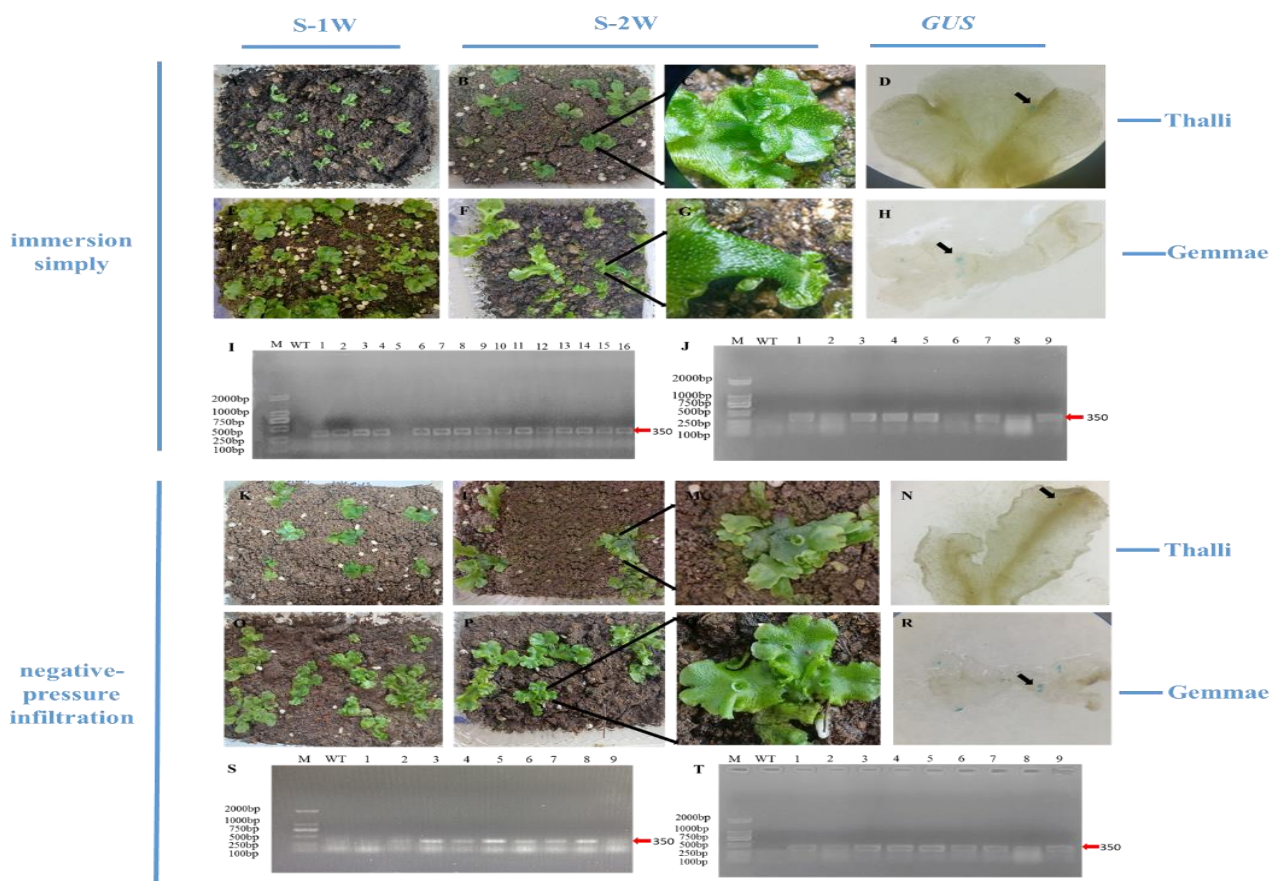 S-1W
S-2W
GUS
immersion
simply
A
B
C
D
Thalli
E
F
G
H
Gemmae
I
M WT 1 2 3 4 5 6 7 8 9 10 11 12 13 14 15 16
2000bp
1000bp
750bp
500bp
250bp
100bp
350
J
M WT 1 2 3 4 5 6 7 8 9
2000bp
1000bp
750bp
500bp
250bp
100bp
350
negative-
pressure
infiltration
K
L
M
N
Thalli
O
P
R
Gemmae
S
M WT 1 2 3 4 5 6 7 8 9
2000bp
1000bp
750bp
500bp
250bp
100bp
350
T
M WT 1 2 3 4 5 6 7 8 9
2000bp
1000bp
750bp
500bp
250bp
100bp
350